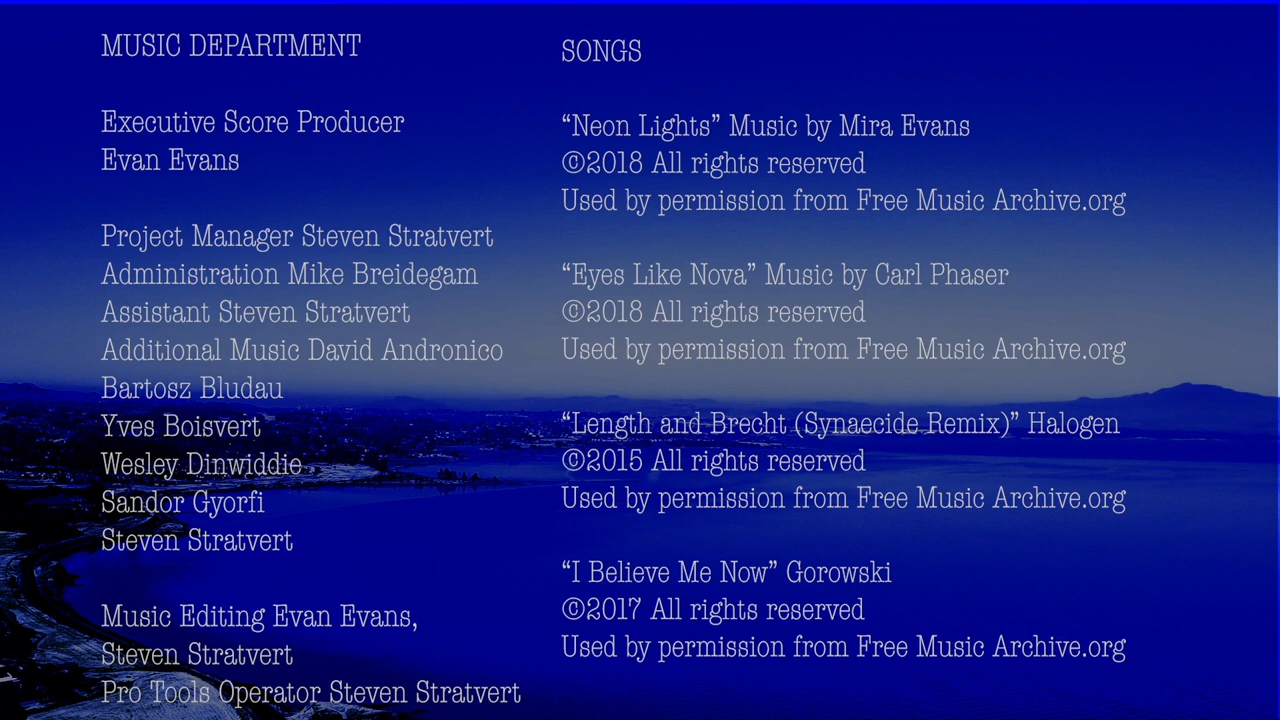 MUSIC DEPARTMENT
Executive Score Producer
Evan Evans
Project Manager Steven Stratvert
Administration Mike Breidegam
Assistant Steven Stratvert
Additional Music David Andronico
Bartosz Bludau
Yves Boisvert
Wesley Dinwiddie
Sandor Gyorfi
Steven Stratvert
Music Editing Evan Evans,
Steven Stratvert
Pro Tools Operator Steven Stratvert
SONGS
“Neon Lights” Music by Mira Evans
©2018 All rights reserved
Used by permission from Free Music Archive.org
“Eyes Like Nova” Music by Carl Phaser
©2018 All rights reserved
Used by permission from Free Music Archive.org
“Length and Brecht (Synaecide Remix)” Halogen
©2015 All rights reserved
Used by permission from Free Music Archive.org
“I Believe Me Now” Gorowski
©2017 All rights reserved
Used by permission from Free Music Archive.org